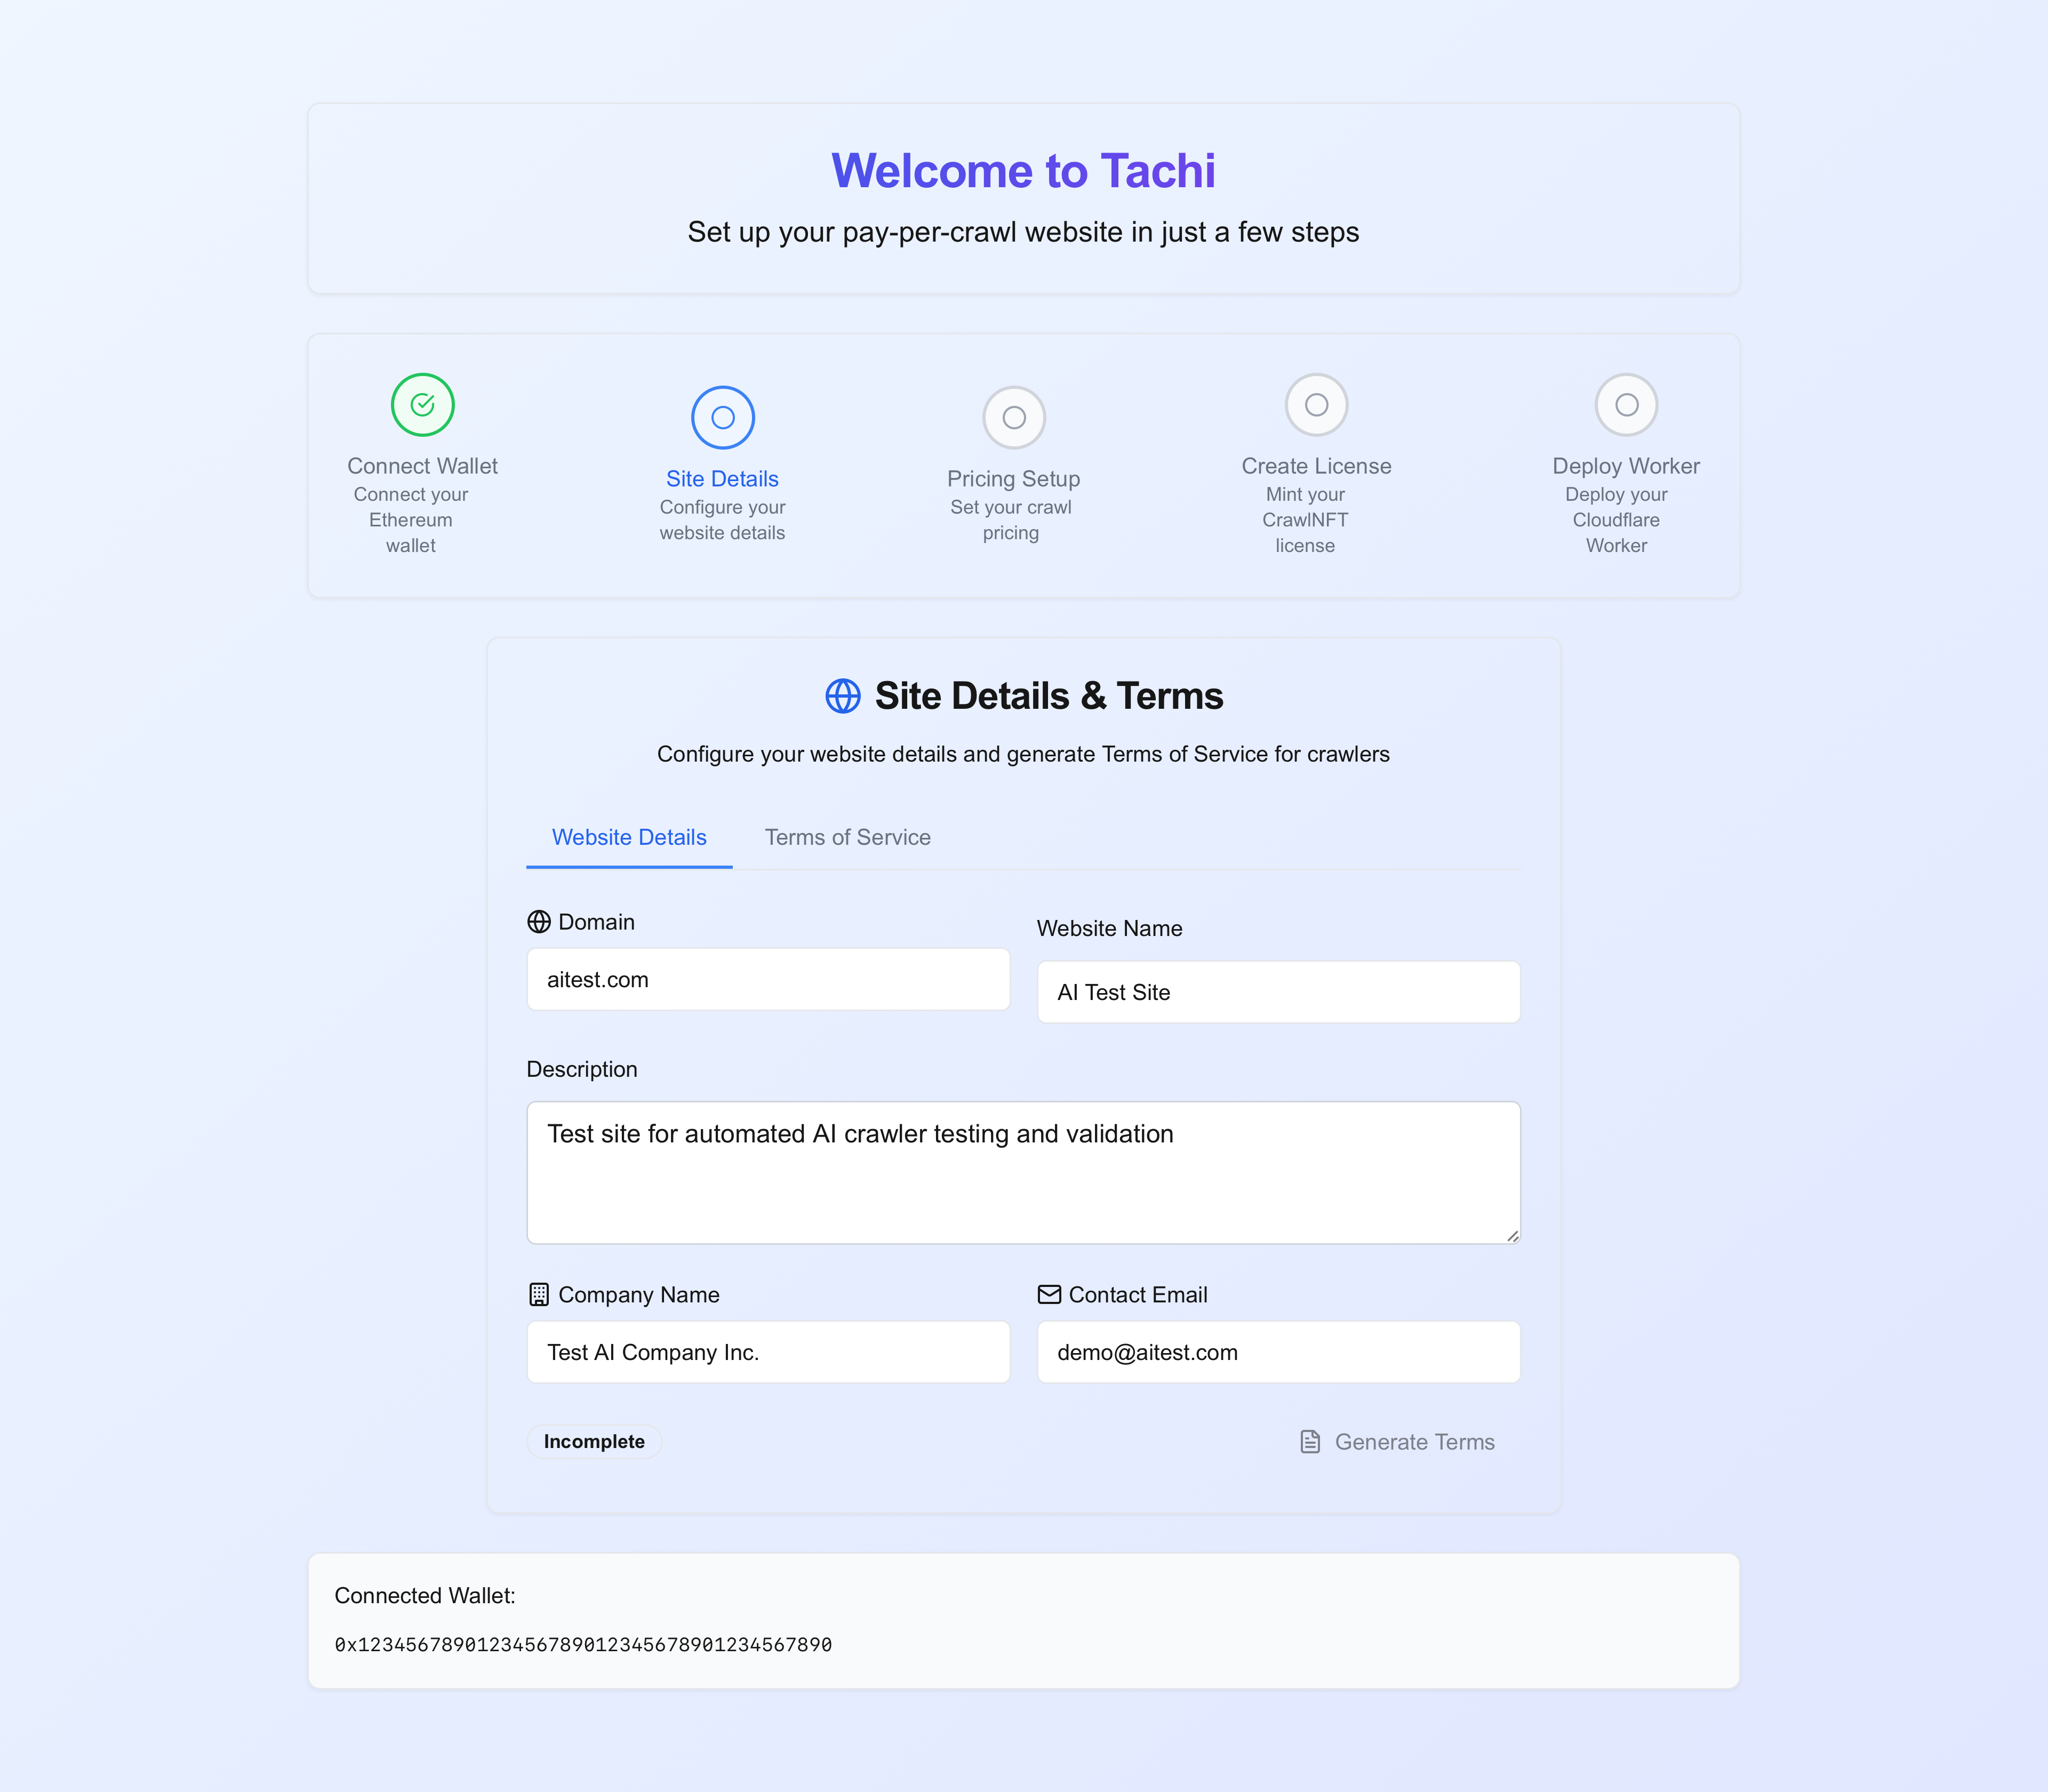 Welcome to Tachi
Set up your pay-per-crawl website in just a few steps
Connect Wallet
Connect your
Ethereum
wallet
Site Details
Configure your
website details
Pricing Setup
Set your crawl
pricing
Create License
Mint your
CrawlNFT
license
Deploy Worker
Deploy your
Cloudflare
Worker
Site Details & Terms
Configure your website details and generate Terms of Service for crawlers
Website Details
Terms of Service
Domain
aitest.com
Website Name
AI Test Site
Description
Test site for automated AI crawler testing and validation
Company Name
Test AI Company Inc.
Contact Email
demo@aitest.com
Incomplete
Generate Terms
Connected Wallet:
0x1234567890123456789012345678901234567890